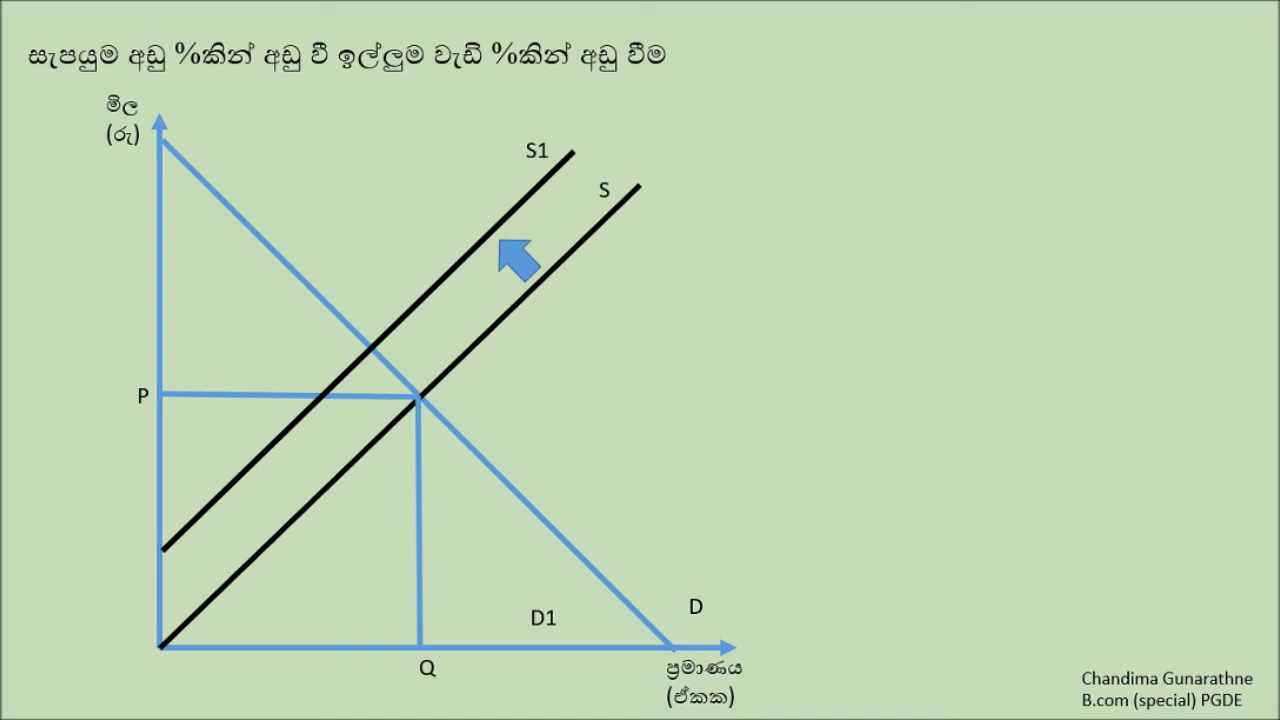 සැපයුම අඩු %කින් අඩු වී ඉල්ලුම වැඩි %කින් අඩු වීම
මිල
(රු)
S1
S
P
D
D1
Q
ප්‍රමාණය
(ඒකක)
Chandima Gunarathne
B.com (special) PGDE